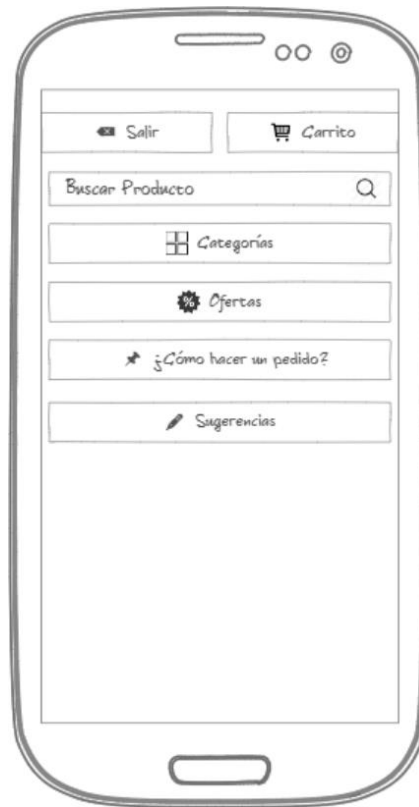 Salir
Carrito
Buscar Producto
Categorías
% Ofertas
¿Cómo hacer un pedido?
Sugerencias